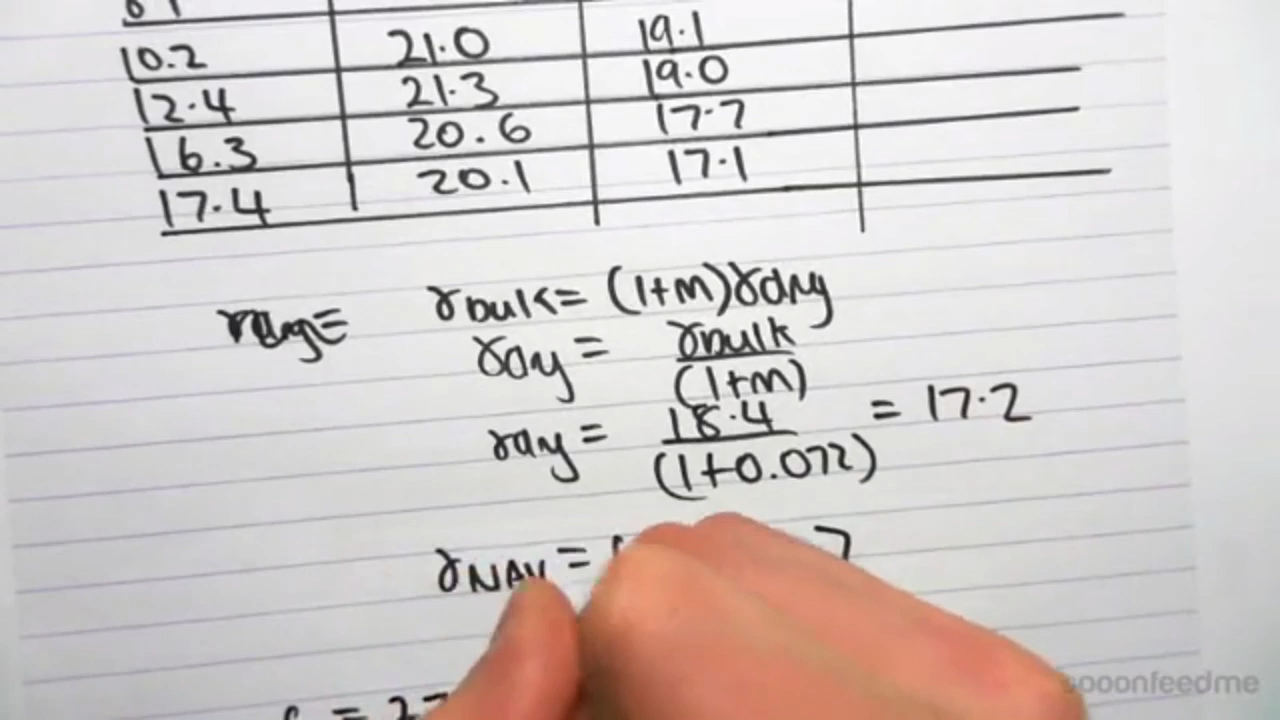 10.2 21.0 19.1
12.4 21.3 19.0
16.3 20.6 17.7
17.4 20.1 17.1
γbulk = (1+m)γdry
γdry = γbulk
(1+m)
γdry = 18.4 = 17.2
(1+0.072)
γNAV =
= 27
sooonfeedme